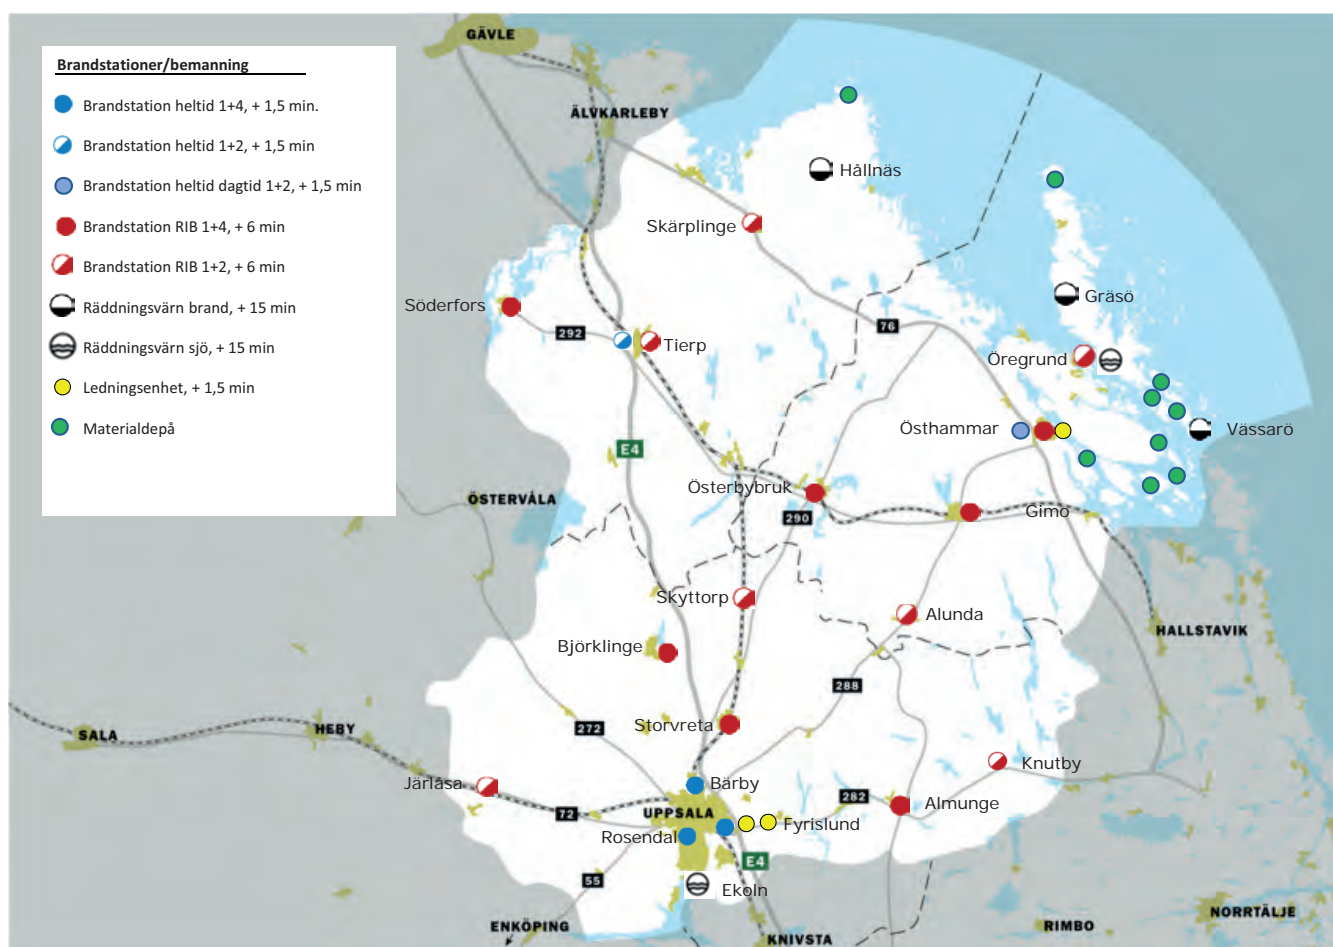 GÄVLE
Brandstationer/bemanning
Brandstation heltid 1+4, + 1,5 min.
Brandstation heltid 1+2, + 1,5 min
Brandstation heltid dagtid 1+2, + 1,5 min
Brandstation RIB 1+4, + 6 min
Brandstation RIB 1+2, + 6 min
Räddningsvärn brand, + 15 min
Räddningsvärn sjö, + 15 min
Ledningsenhet, + 1,5 min
Materialdepå
ÄLVKARLEBY
Hållnäs
Skärplinge
Gräsö
Söderfors
292
76
Tierp
Öregrund
Östhammar
Vässarö
E4
Österbybruk
ÖSTERVÅLA
290
Gimo
Skyttorp
Alunda
HALLSTAVIK
Björklinge
288
Storvreta
272
SALA
HEBY
Knutby
Järlåsa
Bärby
282
Almunge
72
UPPSALA
Fyrislund
Rosendal
E4
55
Ekoln
NORRTÄLJE
ENKÖPING
RIMBO
KNIVSTA